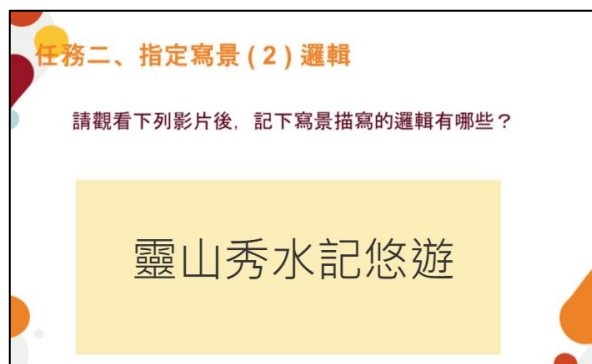 任務二、指定寫景 ( 2 ) 邏輯
請觀看下列影片後，記下寫景描寫的邏輯有哪些？
靈山秀水記悠遊